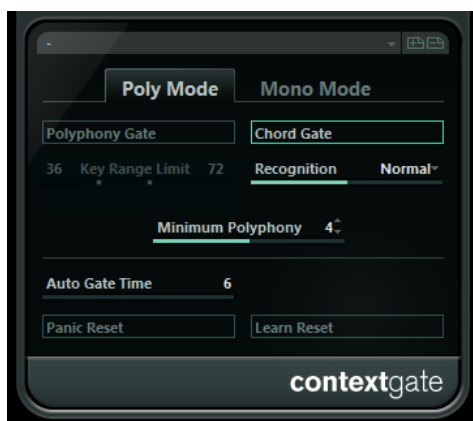 -
Poly Mode Mono Mode
Polyphony Gate Chord Gate
36 Key Range Limit 72 Recognition Normal
Minimum Polyphony 4
Auto Gate Time 6
Panic Reset Learn Reset
contextgate